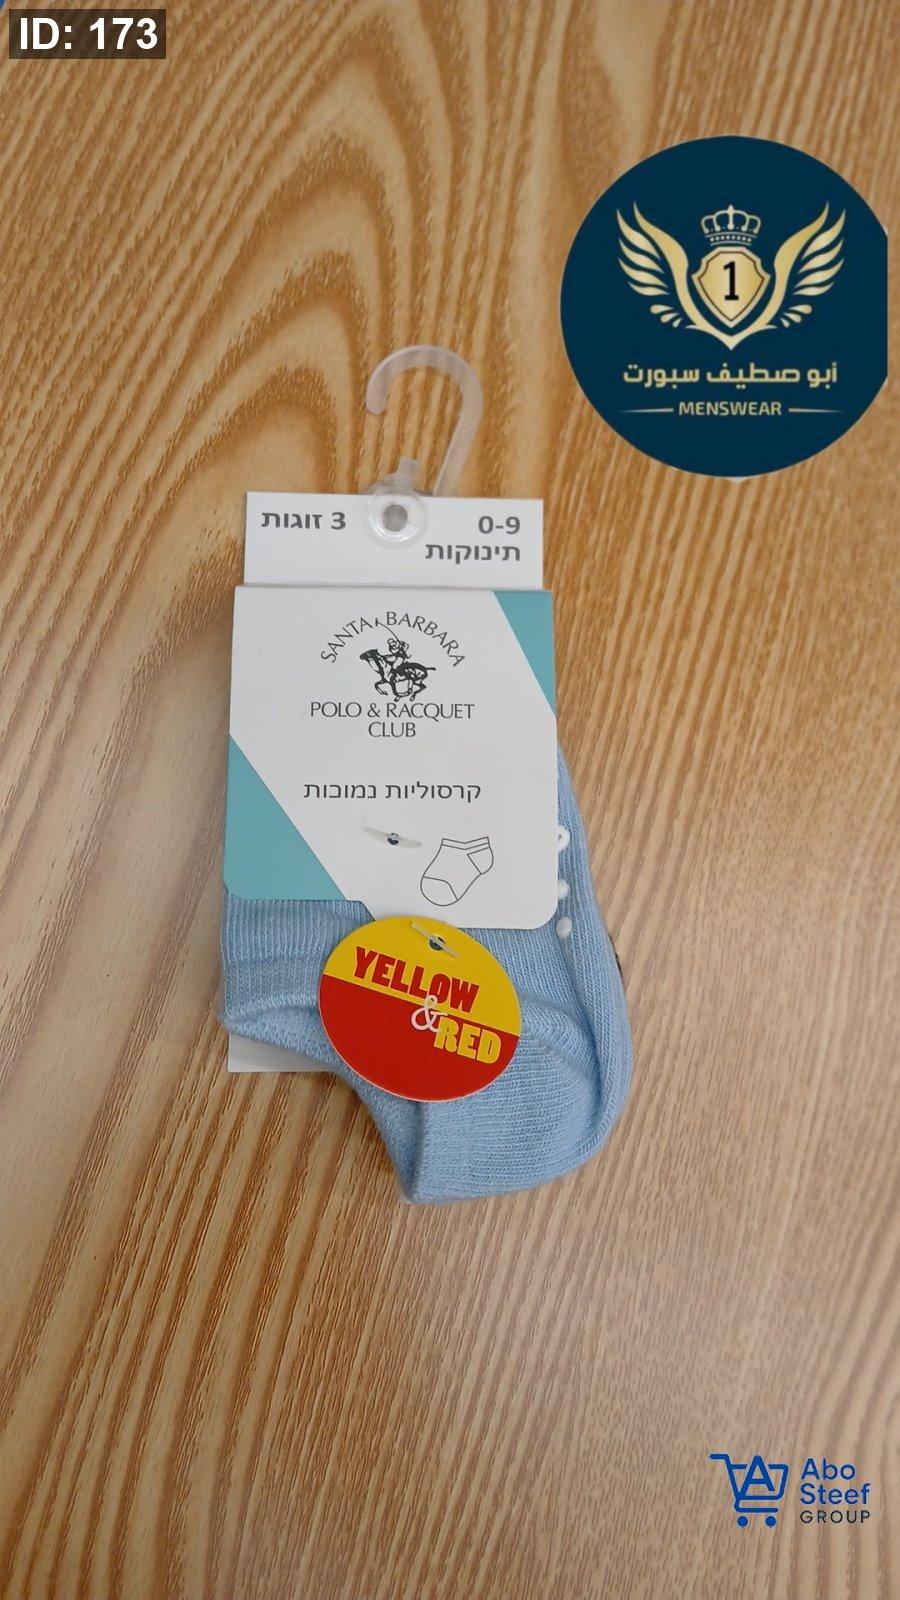 ID: 173
1
أبو صطيف سبورت
MENSWEAR
3 זוגות
0-9
תינוקות
SANTA BARBARA
POLO & RACQUET
CLUB
קרסוליות נמוכות
YELLOW
&
RED
Abo
Steef
GROUP